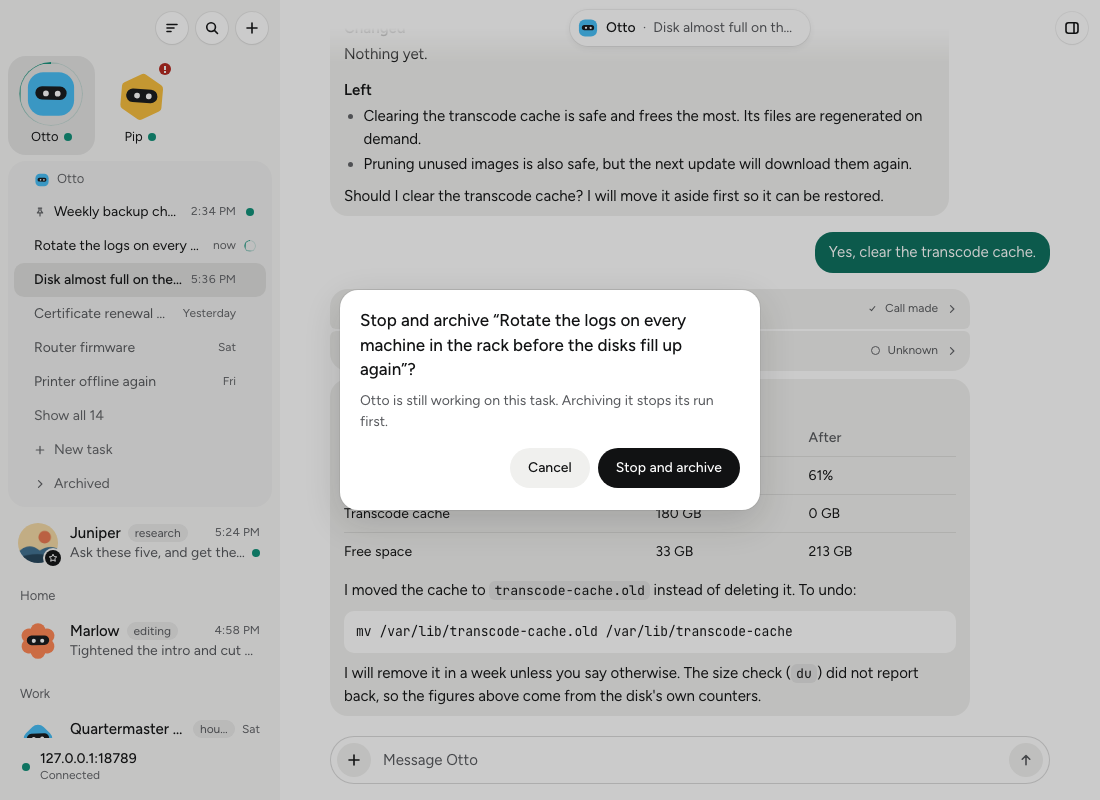 Otto
Pip
Otto
Weekly backup ch... 2:34 PM
Rotate the logs on every ... now
Disk almost full on the... 5:36 PM
Certificate renewal ... Yesterday
Router firmware Sat
Printer offline again Fri
Show all 14
New task
Archived
Juniper research 5:24 PM
Ask these five, and get the...
Home
Marlow editing 4:58 PM
Tightened the intro and cut ...
Work
Quartermaster ... hou... Sat
127.0.0.1:18789
Connected
Otto · Disk almost full on th...
Changed
Nothing yet.
Left
Clearing the transcode cache is safe and frees the most. Its files are regenerated on
demand.
Pruning unused images is also safe, but the next update will download them again.
Should I clear the transcode cache? I will move it aside first so it can be restored.
Yes, clear the transcode cache.
Call made
Unknown
Stop and archive “Rotate the logs on every
machine in the rack before the disks fill up
again”?
Otto is still working on this task. Archiving it stops its run
first.
Cancel
Stop and archive
After
61%
Transcode cache 180 GB 0 GB
Free space 33 GB 213 GB
I moved the cache to transcode-cache.old instead of deleting it. To undo:
mv /var/lib/transcode-cache.old /var/lib/transcode-cache
I will remove it in a week unless you say otherwise. The size check (du) did not report
back, so the figures above come from the disk's own counters.
Message Otto